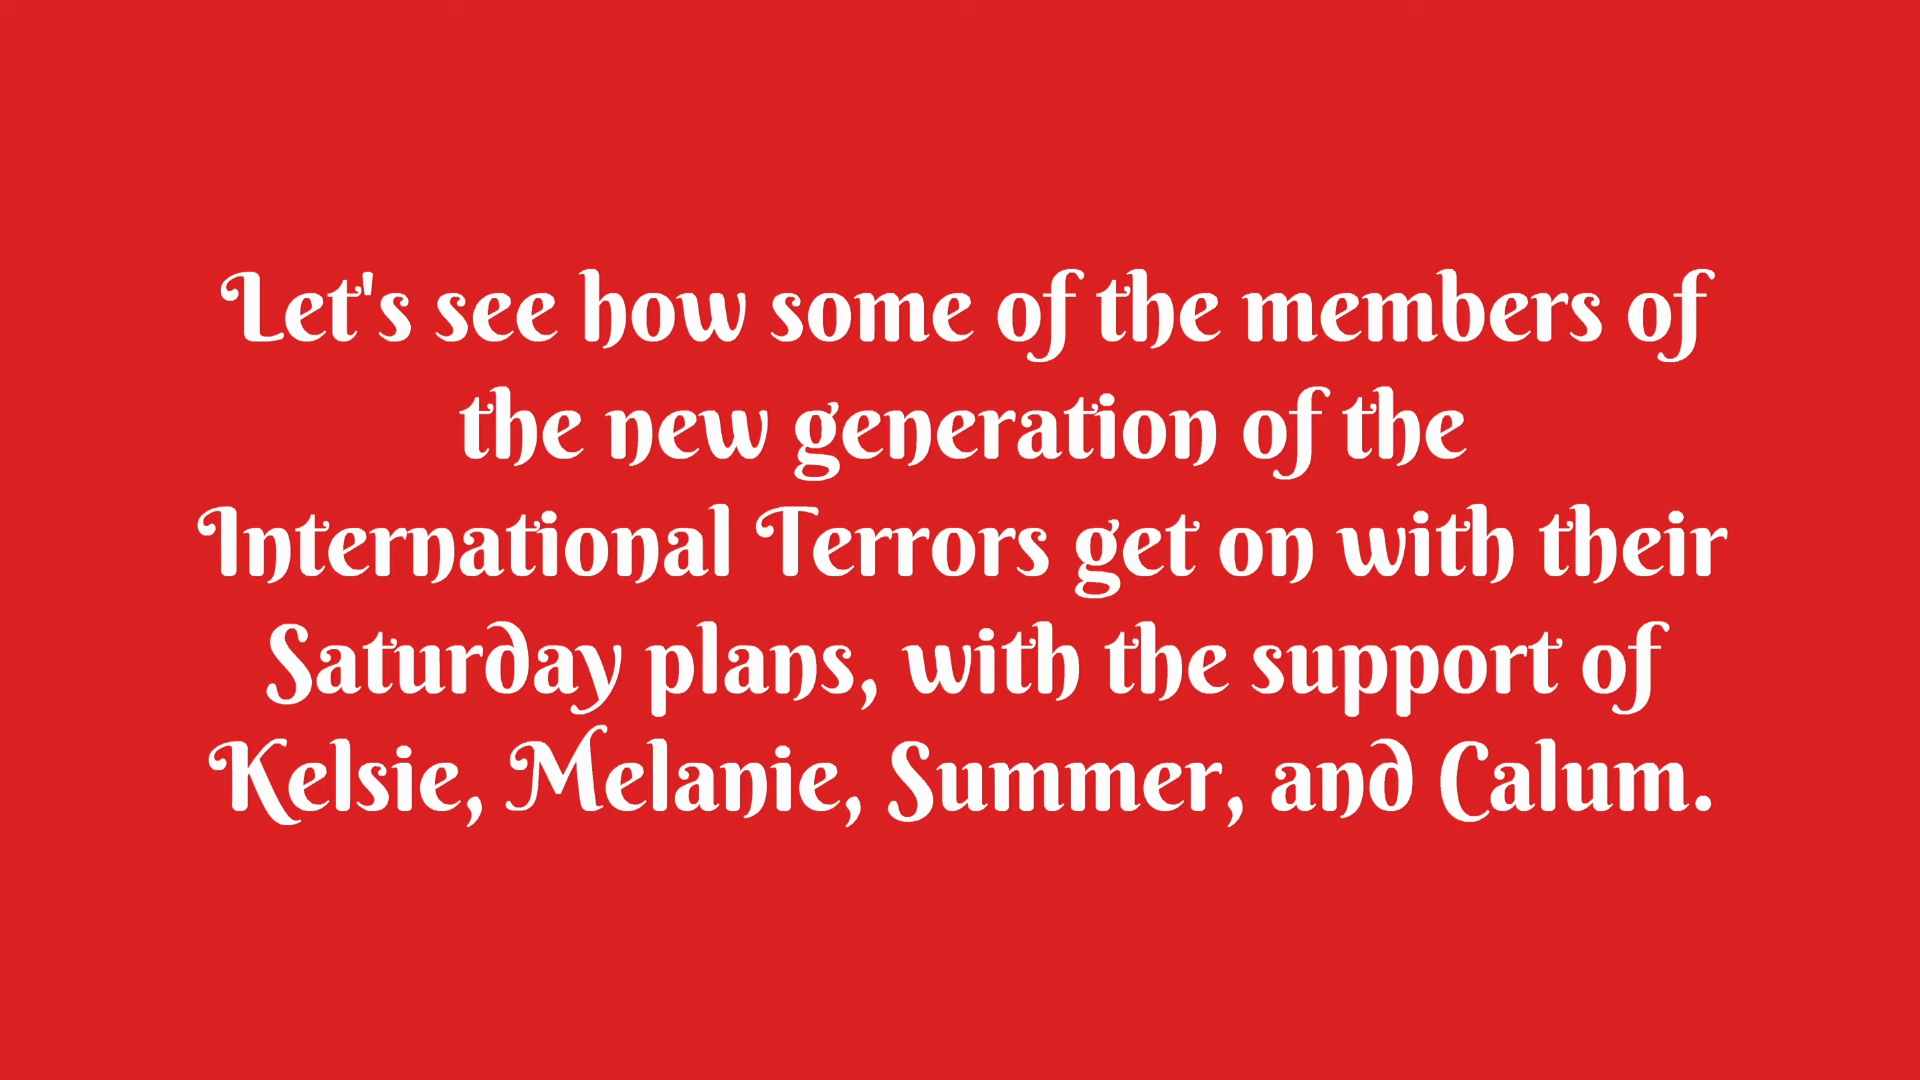 Let's see how some of the members of
the new generation of the
International Terrors get on with their
Saturday plans, with the support of
Kelsie, Melanie, Summer, and Calum.